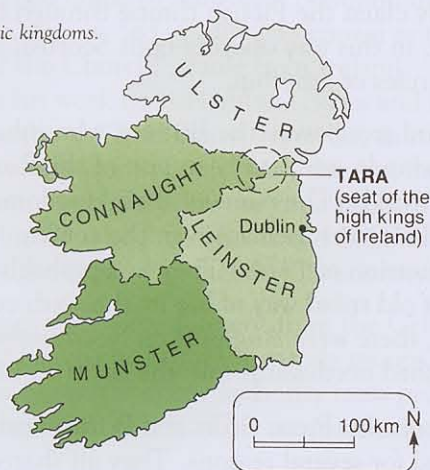 ic kingdoms.
ULSTER
CONNAUGHT
TARA
(seat of the
high kings
of Ireland)
Dublin
LEINSTER
MUNSTER
0 100 km
N